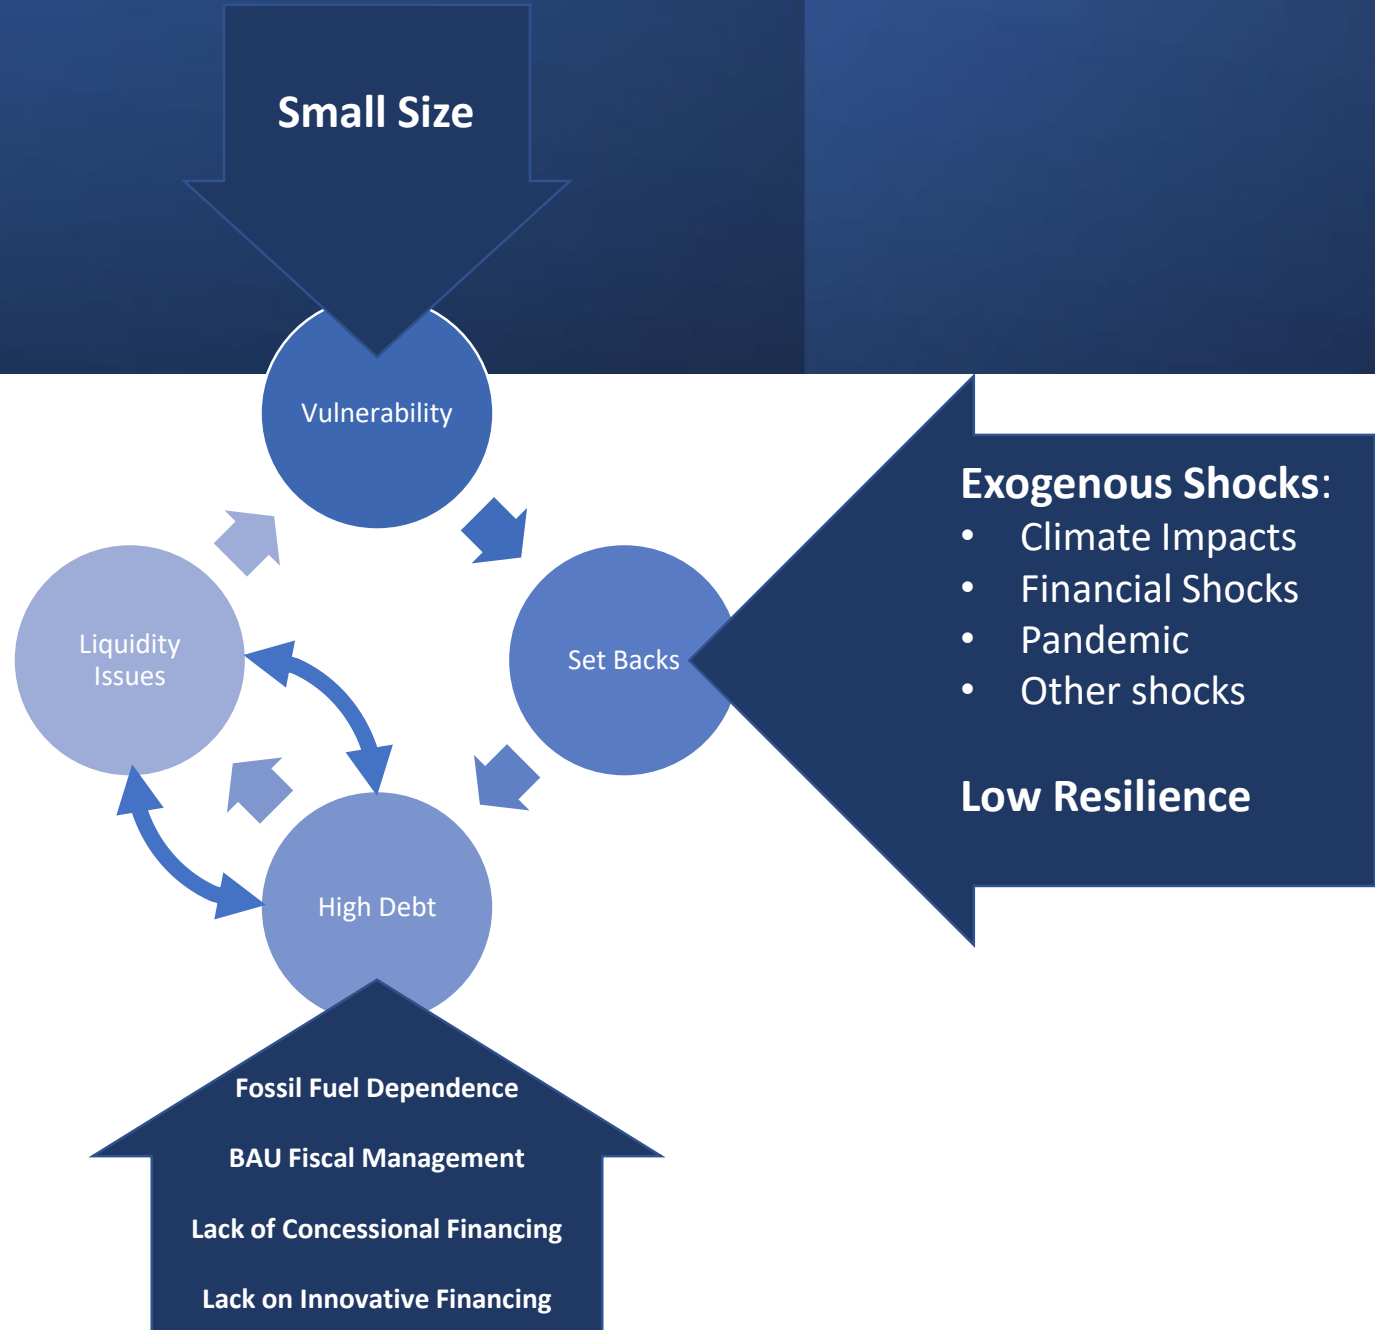 Small Size
Vulnerability
Exogenous Shocks:
• Climate Impacts
• Financial Shocks
• Pandemic
• Other shocks
Low Resilience
Liquidity
Issues
Set Backs
High Debt
Fossil Fuel Dependence
BAU Fiscal Management
Lack of Concessional Financing
Lack on Innovative Financing